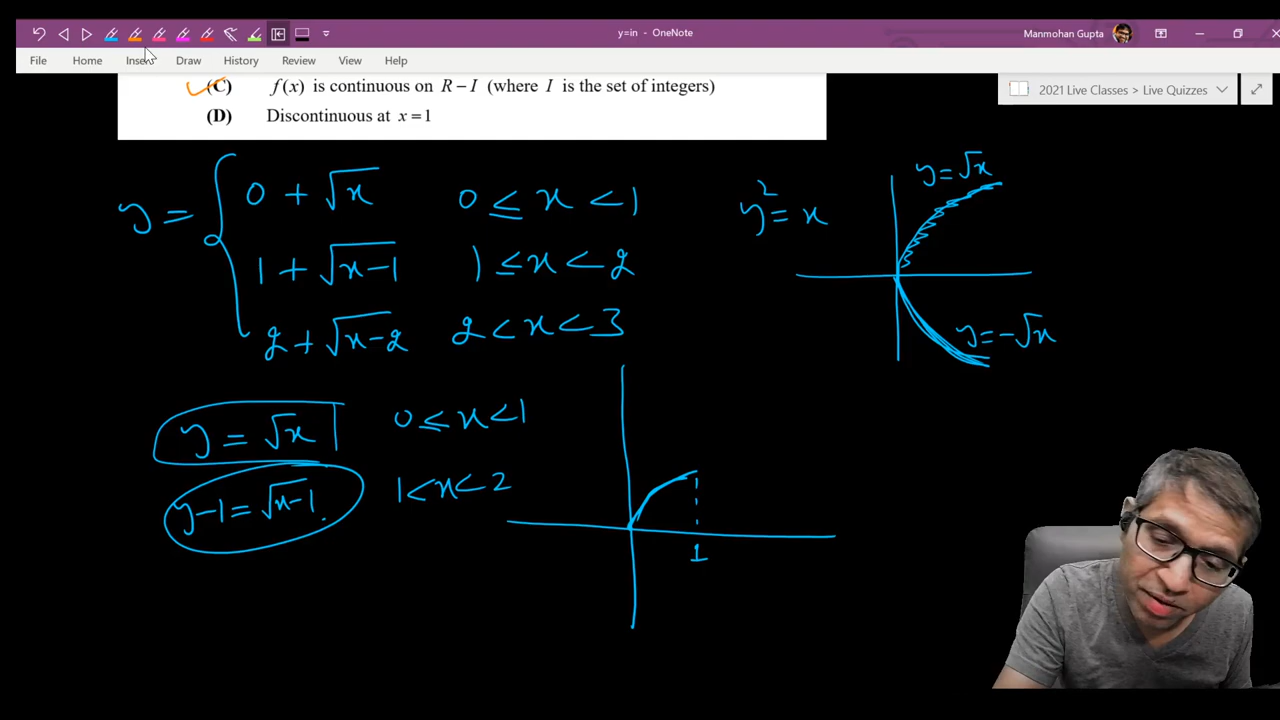 y=in - OneNote
Manmohan Gupta
File Home Insert Draw History Review View Help
2021 Live Classes > Live Quizzes
(C) f(x) is continuous on R – I (where I is the set of integers)
(D) Discontinuous at x = 1
y = { 0 + √x 0 ≤ x < 1
1 + √x-1 1 ≤ x < 2
2 + √x-2 2 < x < 3
y² = x
y = √x
y = -√x
y = √x 0 ≤ x < 1
y-1 = √x-1 1 < x < 2
1